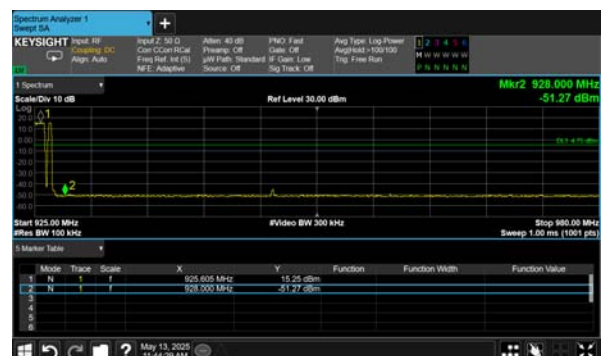 Spectrum Analyzer 1
Swept SA
KEYSIGHT
Input: RF
Coupling: DC
Align: Auto
Input Z: 50 Ω
Corr CCorr RCal
Freq Ref: Int (S)
NFE: Adaptive
Atten: 40 dB
Preamp: Off
µW Path: Standard
Source: Off
PNO: Fast
Gate: Off
IF Gain: Low
Sig Track: Off
Avg Type: Log-Power
Avg|Hold:>100/100
Trig: Free Run
1 2 3 4 5 6
M W W W W W
P N N N N N
1 Spectrum
Scale/Div 10 dB
Ref Level 30.00 dBm
Mkr2 928.000 MHz
-51.27 dBm
Log
20.0
10.0
0.00
-10.0
-20.0
-30.0
-40.0
-50.0
-60.0
1
2
DL1 -4.75 dBm
Start 925.00 MHz
#Video BW 300 kHz
Stop 980.00 MHz
#Res BW 100 kHz
Sweep 1.00 ms (1001 pts)
5 Marker Table
Mode Trace Scale X Y Function Function Width Function Value
1 N 1 f 925.605 MHz 15.25 dBm
2 N 1 f 928.000 MHz -51.27 dBm
3
4
5
6
May 13, 2025
11:44:29 AM